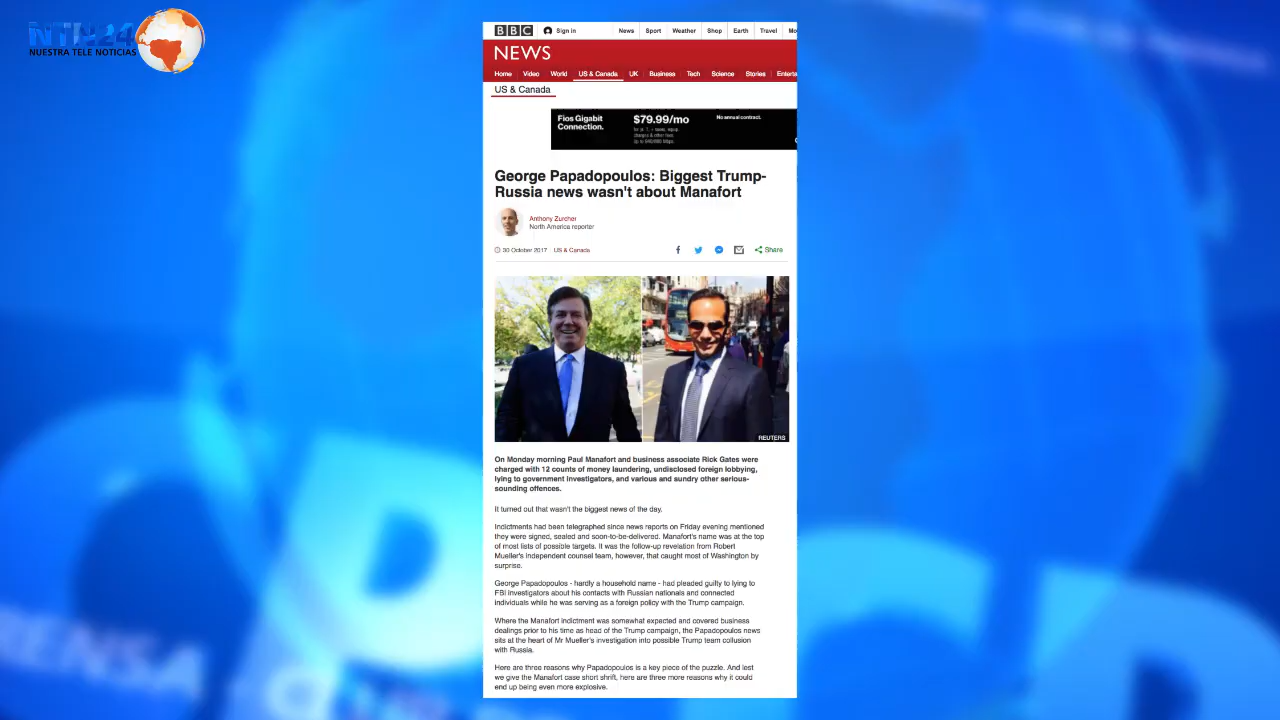 NTN24
NUESTRA TELE NOTICIAS
BBC Sign in News Sport Weather Shop Earth Travel Mo
NEWS
Home Video World US & Canada UK Business Tech Science Stories Enterta
US & Canada
Fios Gigabit
Connection.
$79.99/mo
No annual contract.
George Papadopoulos: Biggest Trump-
Russia news wasn't about Manafort
Anthony Zurcher
North America reporter
30 October 2017 US & Canada
Share
REUTERS
On Monday morning Paul Manafort and business associate Rick Gates were
charged with 12 counts of money laundering, undisclosed foreign lobbying,
lying to government investigators, and various and sundry other serious-
sounding offences.
It turned out that wasn't the biggest news of the day.
Indictments had been telegraphed since news reports on Friday evening mentioned
they were signed, sealed and soon-to-be-delivered. Manafort's name was at the top
of most lists of possible targets. It was the follow-up revelation from Robert
Mueller's independent counsel team, however, that caught most of Washington by
surprise.
George Papadopoulos - hardly a household name - had pleaded guilty to lying to
FBI investigators about his contacts with Russian nationals and connected
individuals while he was serving as a foreign policy with the Trump campaign.
Where the Manafort indictment was somewhat expected and covered business
dealings prior to his time as head of the Trump campaign, the Papadopoulos news
sits at the heart of Mr Mueller's investigation into possible Trump team collusion
with Russia.
Here are three reasons why Papadopoulos is a key piece of the puzzle. And lest
we give the Manafort case short shrift, here are three more reasons why it could
end up being even more explosive.